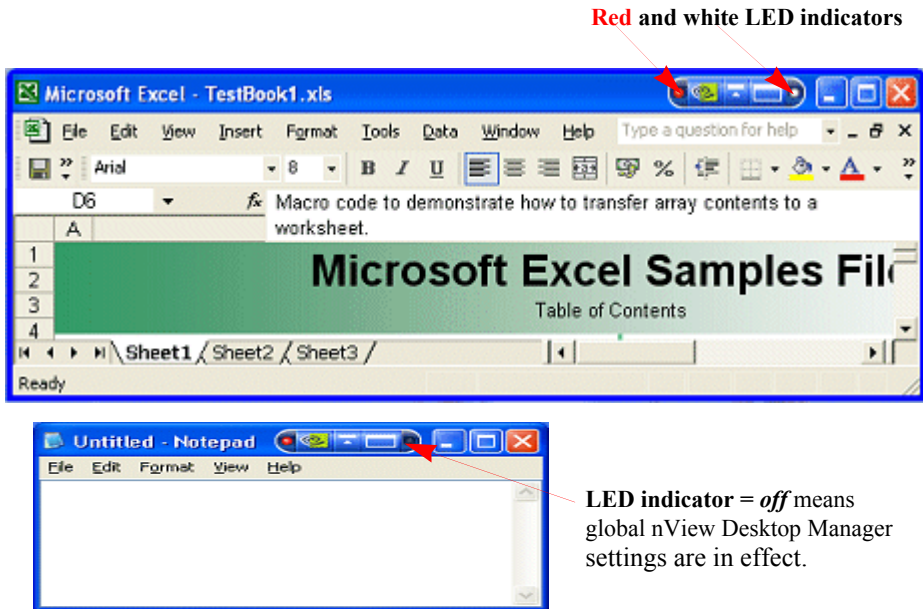 Red and white LED indicators
Microsoft Excel - TestBook1.xls
File Edit View Insert Format Tools Data Window Help Type a question for help
Arial 8 B I U %  A
D6 fx Macro code to demonstrate how to transfer array contents to a
worksheet.
A
1
2
3
4
Microsoft Excel Samples Fil
Table of Contents
Sheet1 Sheet2 Sheet3
Ready
Untitled - Notepad
File Edit Format View Help
LED indicator = off means
global nView Desktop Manager
settings are in effect.